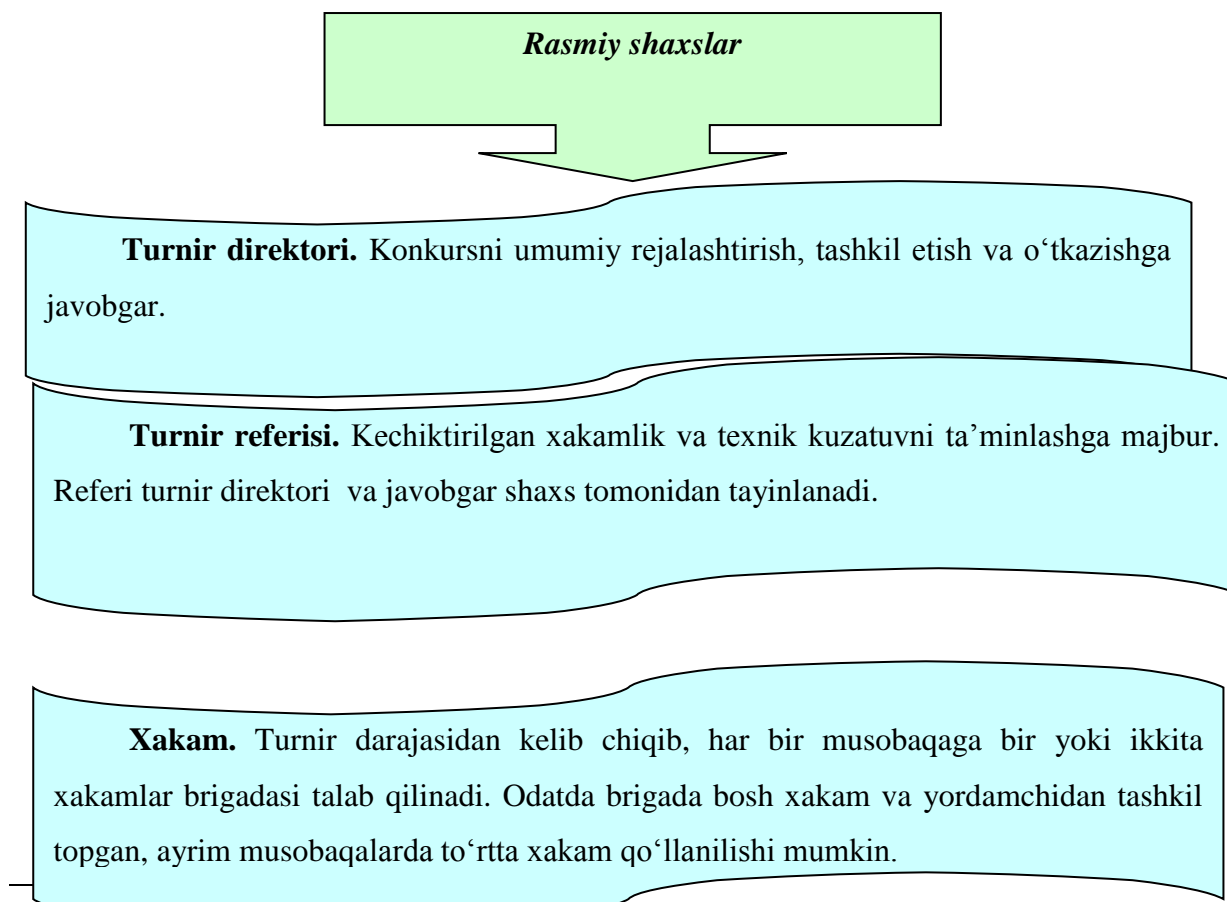 Rasmiy shaxslar
Turnir direktori. Konkursni umumiy rejalashtirish, tashkil etish va o‘tkazishga
javobgar.
Turnir referisi. Kechiktirilgan xakamlik va texnik kuzatuvni ta’minlashga majbur.
Referi turnir direktori va javobgar shaxs tomonidan tayinlanadi.
Xakam. Turnir darajasidan kelib chiqib, har bir musobaqaga bir yoki ikkita
xakamlar brigadasi talab qilinadi. Odatda brigada bosh xakam va yordamchidan tashkil
topgan, ayrim musobaqalarda to‘rtta xakam qo‘llanilishi mumkin.